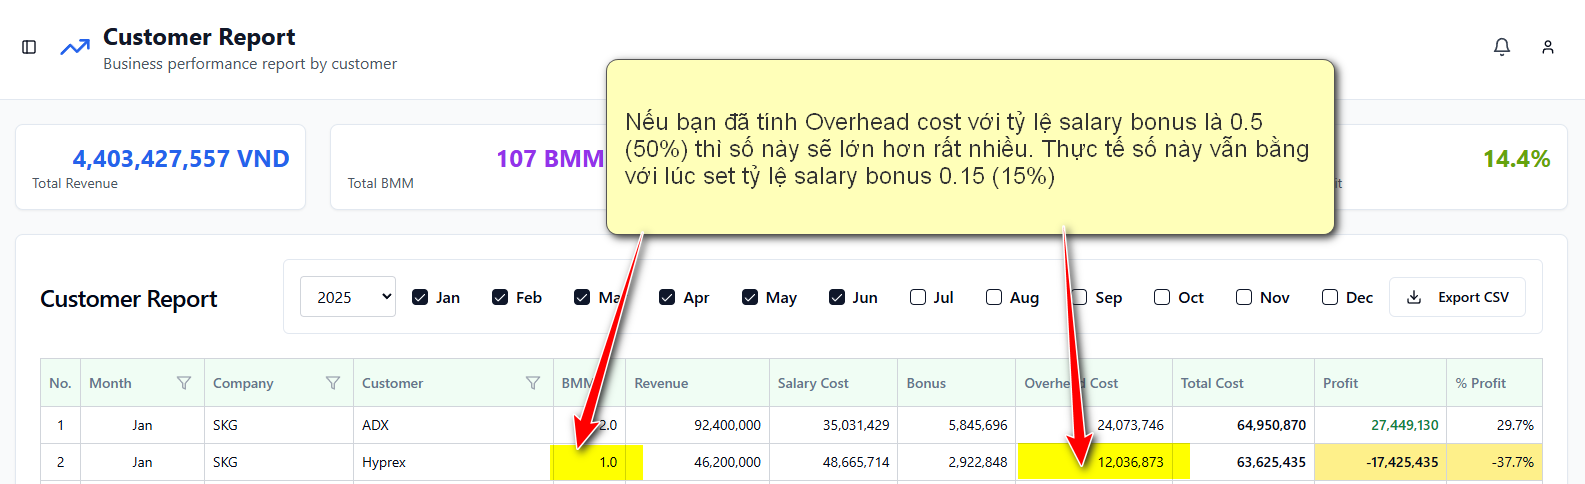 Customer Report
Business performance report by customer
Nếu bạn đã tính Overhead cost với tỷ lệ salary bonus là 0.5
(50%) thì số này sẽ lớn hơn rất nhiều. Thực tế số này vẫn bằng
với lúc set tỷ lệ salary bonus 0.15 (15%)
4,403,427,557 VND
Total Revenue
107 BMM
Total BMM
14.4%
Customer Report
2025
Jan
Feb
Apr
May
Jun
Jul
Aug
Sep
Oct
Nov
Dec
Export CSV
No. Month Company Customer BMM Revenue Salary Cost Bonus Overhead Cost Total Cost Profit % Profit
1 Jan SKG ADX 2.0 92,400,000 35,031,429 5,845,696 24,073,746 64,950,870 27,449,130 29.7%
2 Jan SKG Hyprex 1.0 46,200,000 48,665,714 2,922,848 12,036,873 63,625,435 -17,425,435 -37.7%